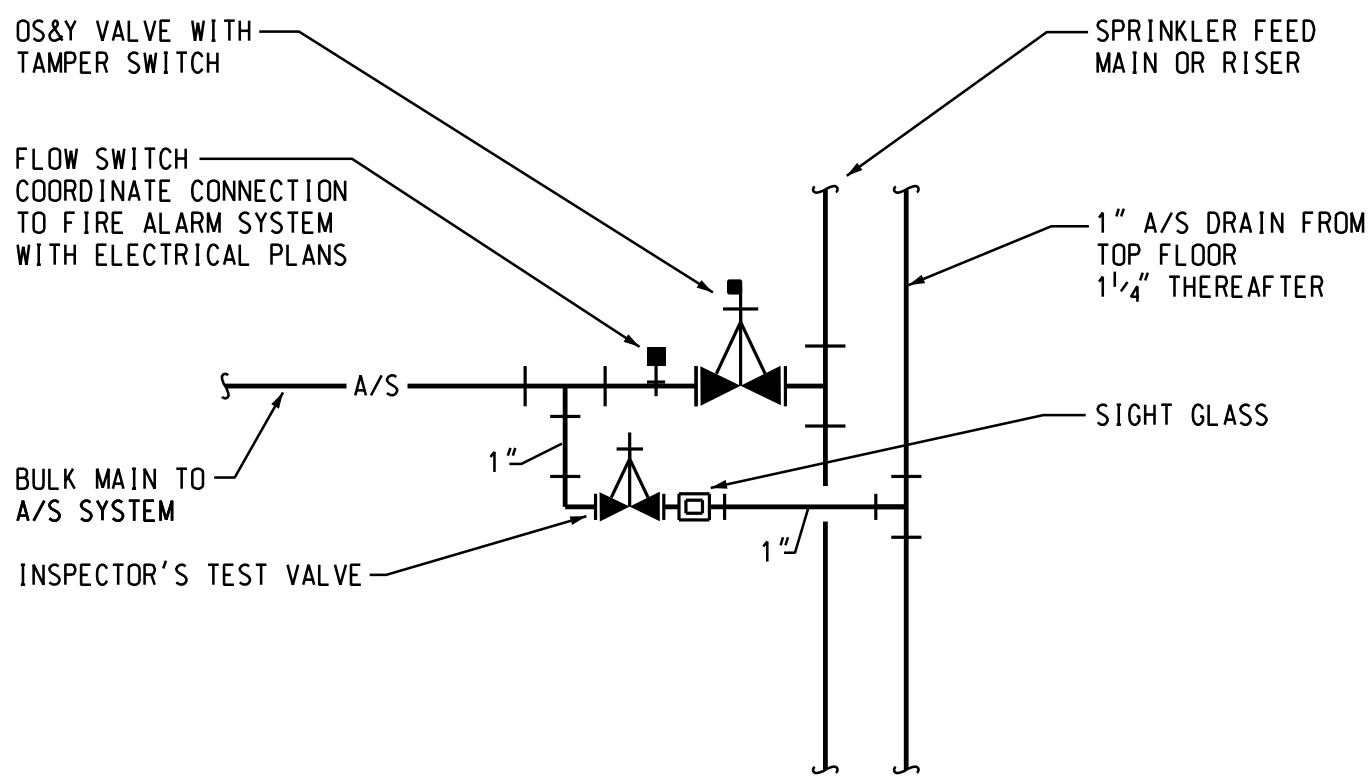 OS&Y VALVE WITH
TAMPER SWITCH
SPRINKLER FEED
MAIN OR RISER
FLOW SWITCH
COORDINATE CONNECTION
TO FIRE ALARM SYSTEM
WITH ELECTRICAL PLANS
1" A/S DRAIN FROM
TOP FLOOR
1 1/4" THEREAFTER
A/S
SIGHT GLASS
1"
BULK MAIN TO
A/S SYSTEM
1"
INSPECTOR'S TEST VALVE